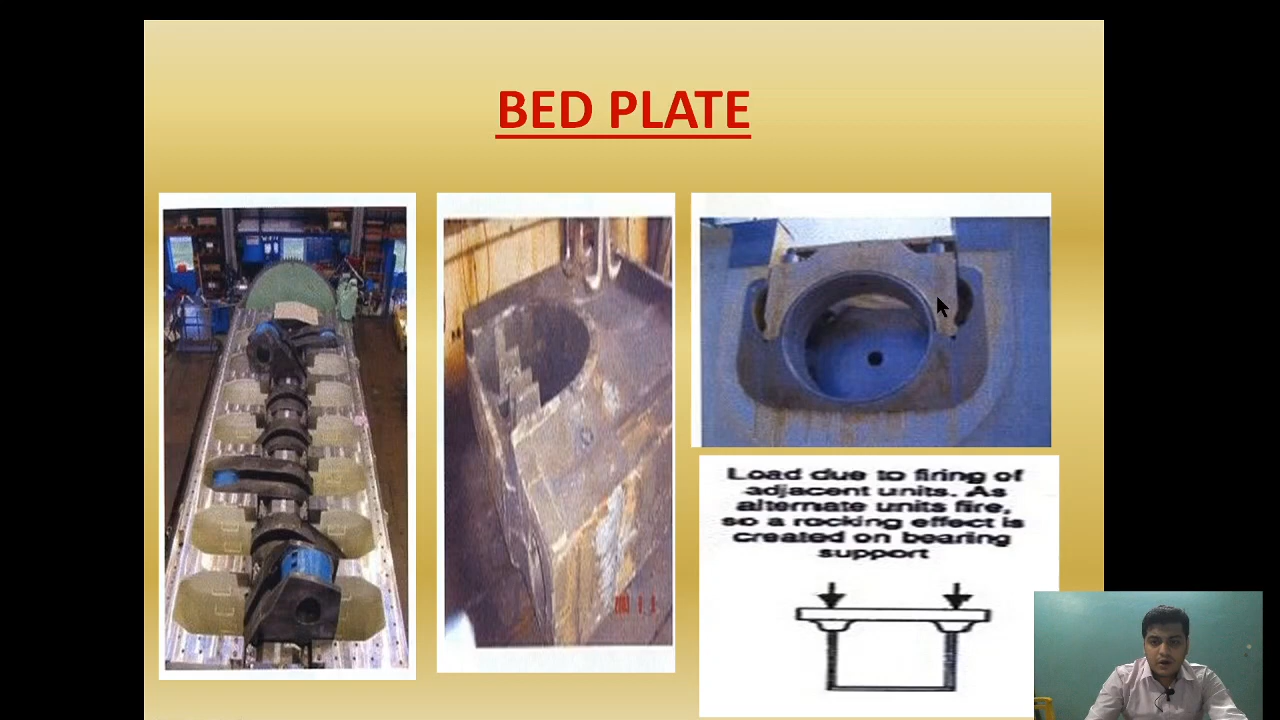 BED PLATE
Load due to firing of
adjacent units. As
alternate units fire,
so a rocking effect is
created on bearing
support